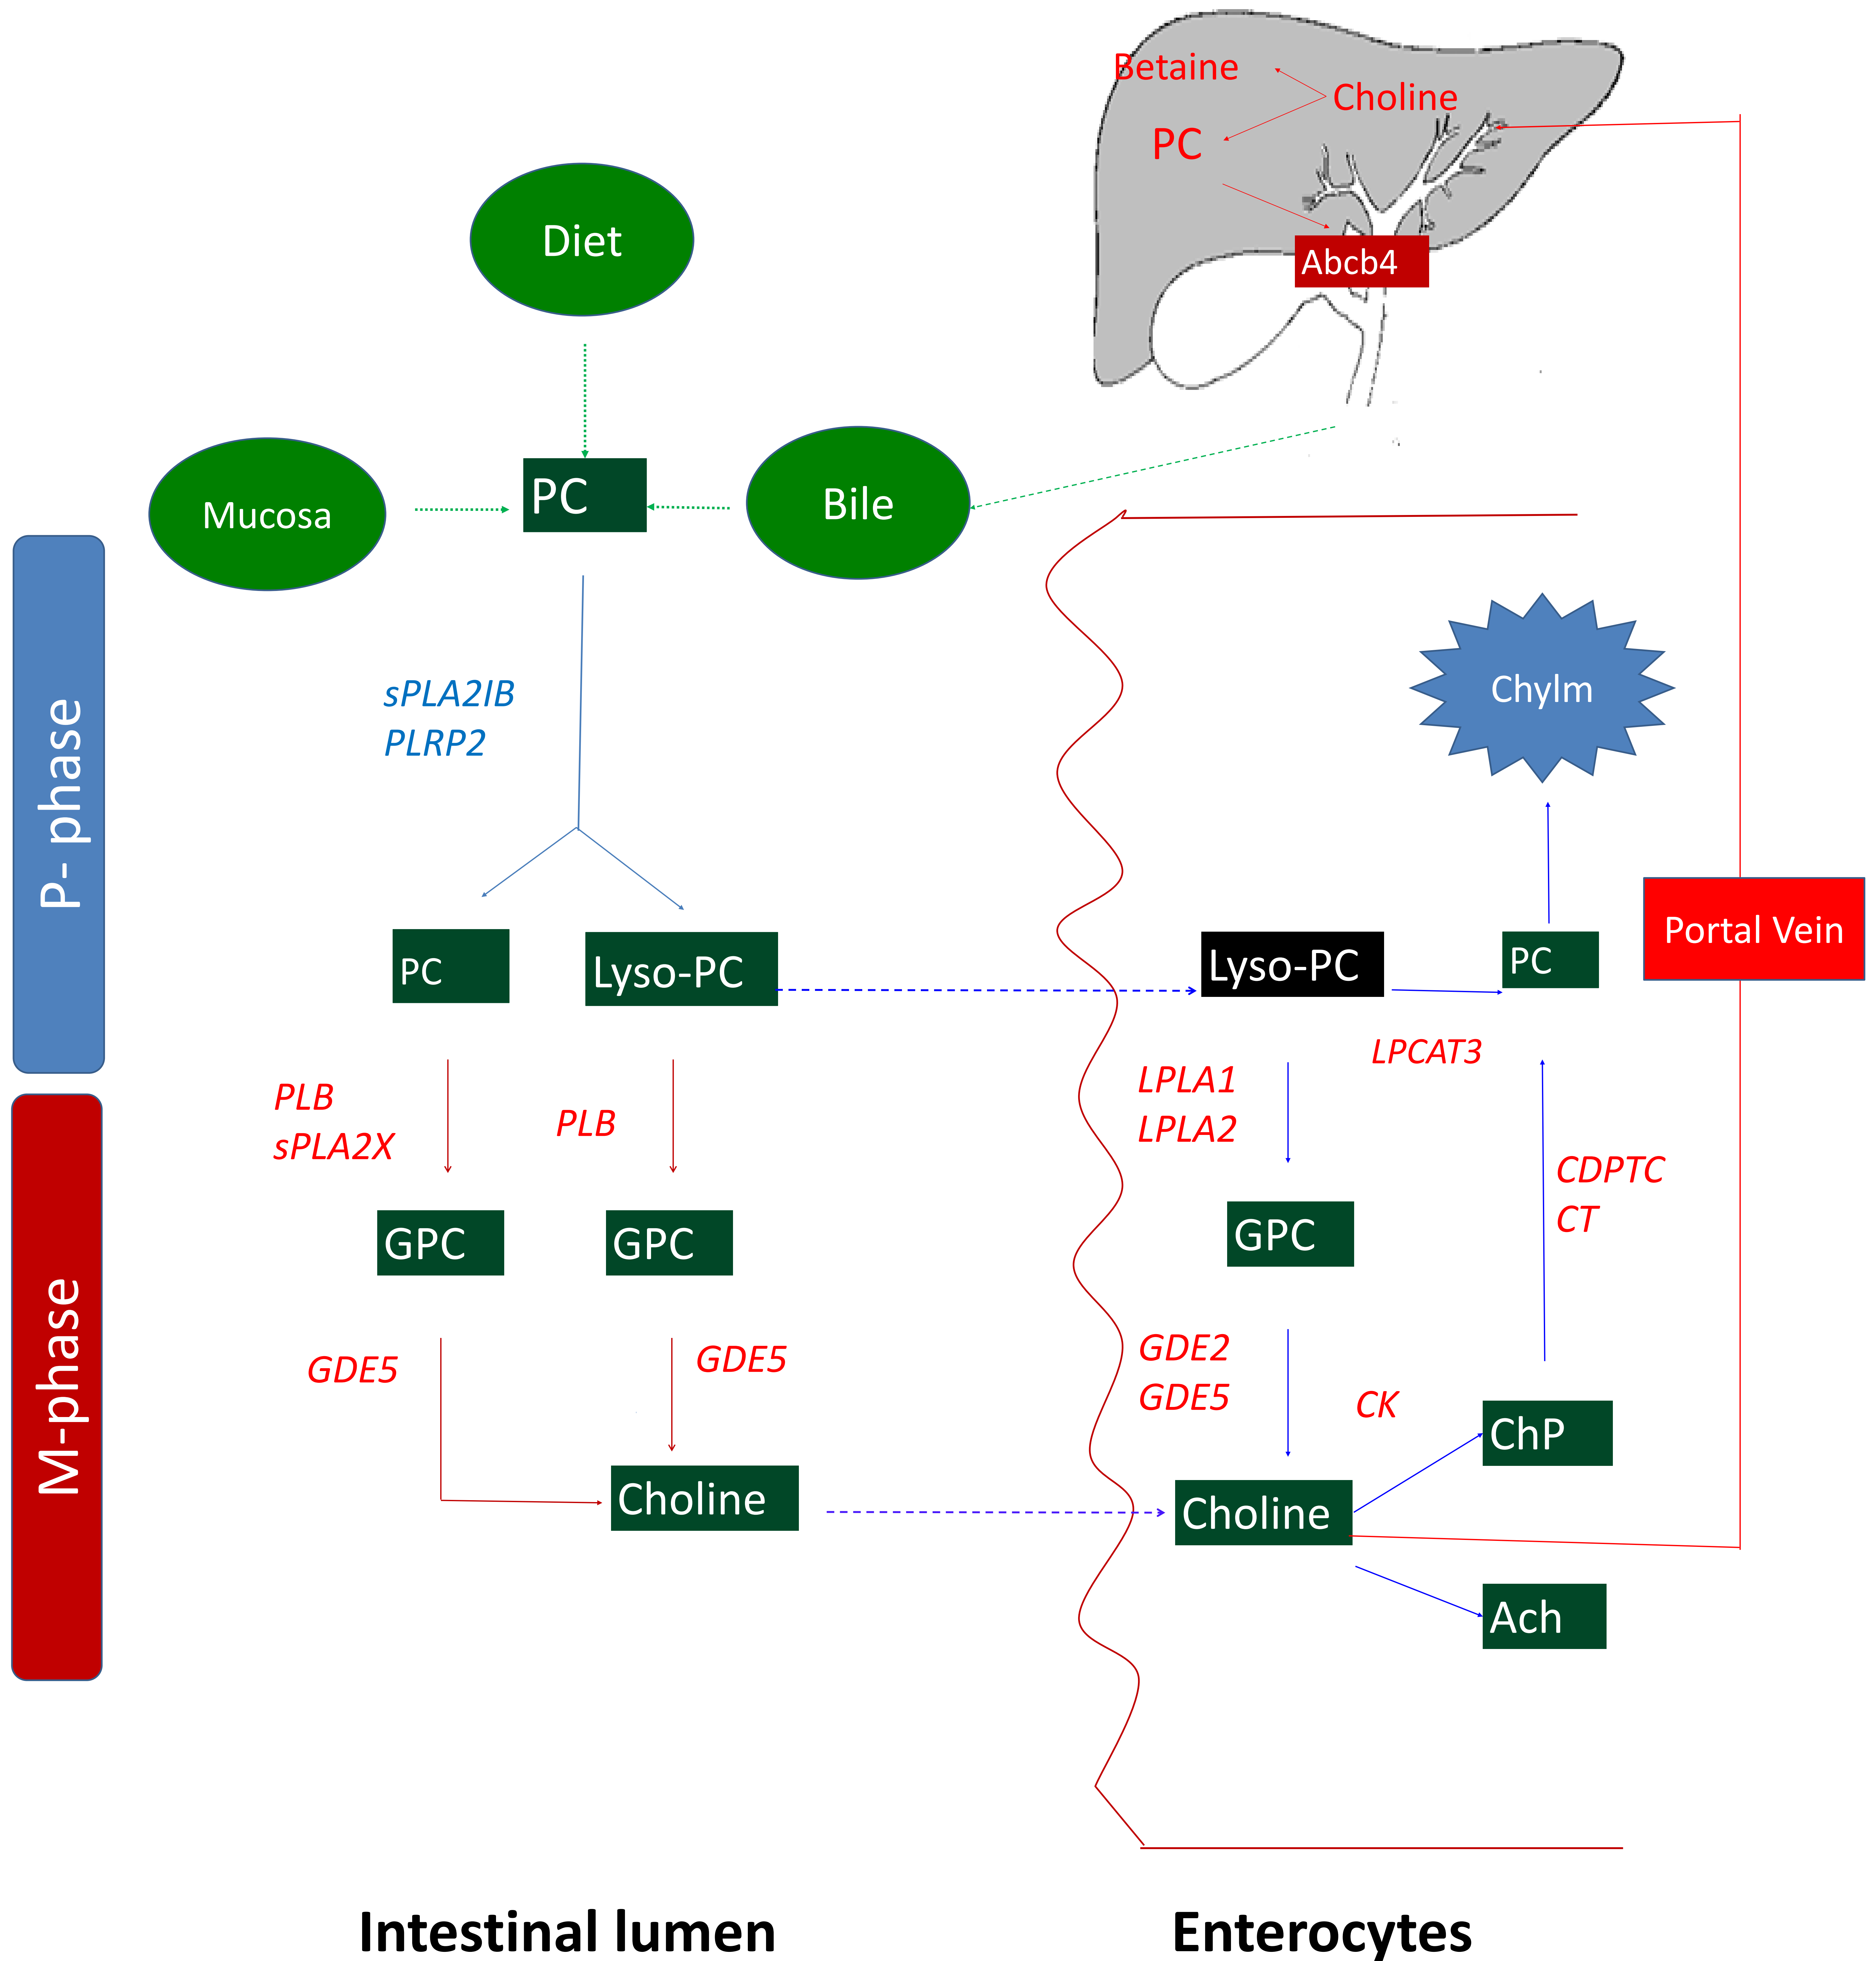 Betaine
Choline
PC
Abcb4
Diet
Mucosa
PC
Bile
P- phase
sPLA2IB
PLRP2
Chylm
Portal Vein
PC
Lyso-PC
Lyso-PC
PC
LPCAT3
M-phase
PLB
sPLA2X
PLB
LPLA1
LPLA2
CDPTC
CT
GPC
GPC
GPC
GDE5
GDE5
GDE2
GDE5
CK
ChP
Choline
Choline
Ach
Intestinal lumen
Enterocytes